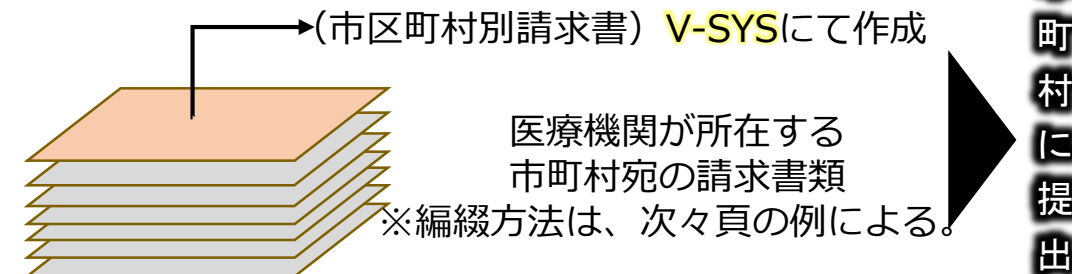 (市区町村別請求書) V-SYSにて作成
医療機関が所在する
市町村宛の請求書類
※編綴方法は、次々頁の例による。
町
村
に
提
出